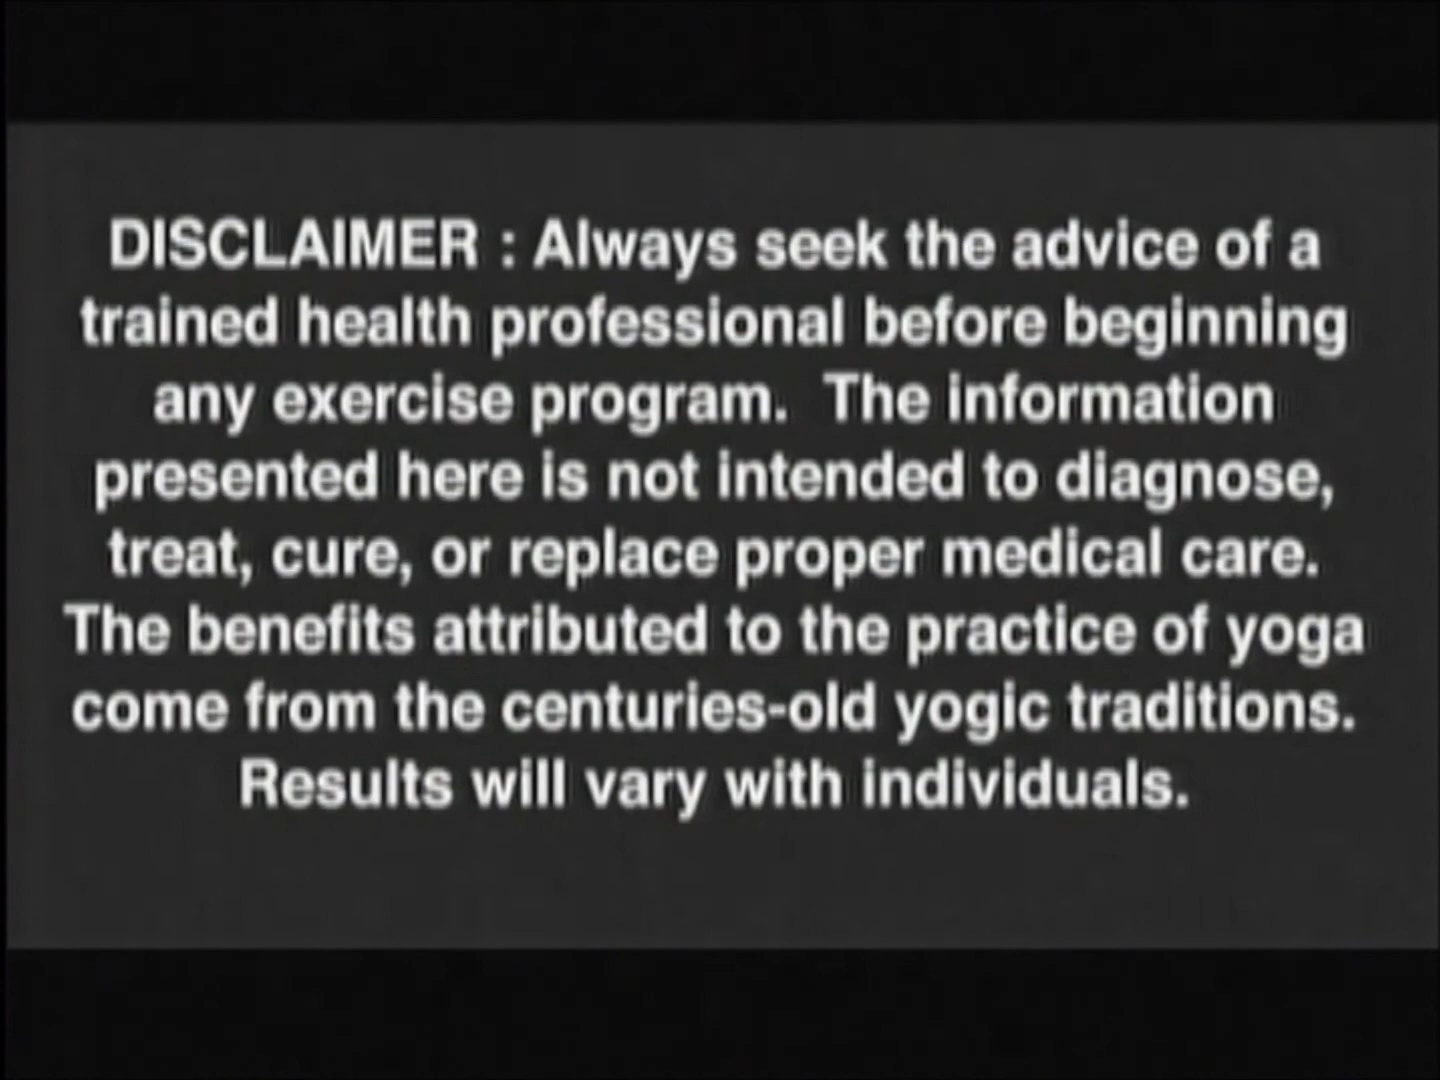 DISCLAIMER : Always seek the advice of a
trained health professional before beginning
any exercise program.  The information
presented here is not intended to diagnose,
treat, cure, or replace proper medical care.
The benefits attributed to the practice of yoga
come from the centuries-old yogic traditions.
Results will vary with individuals.